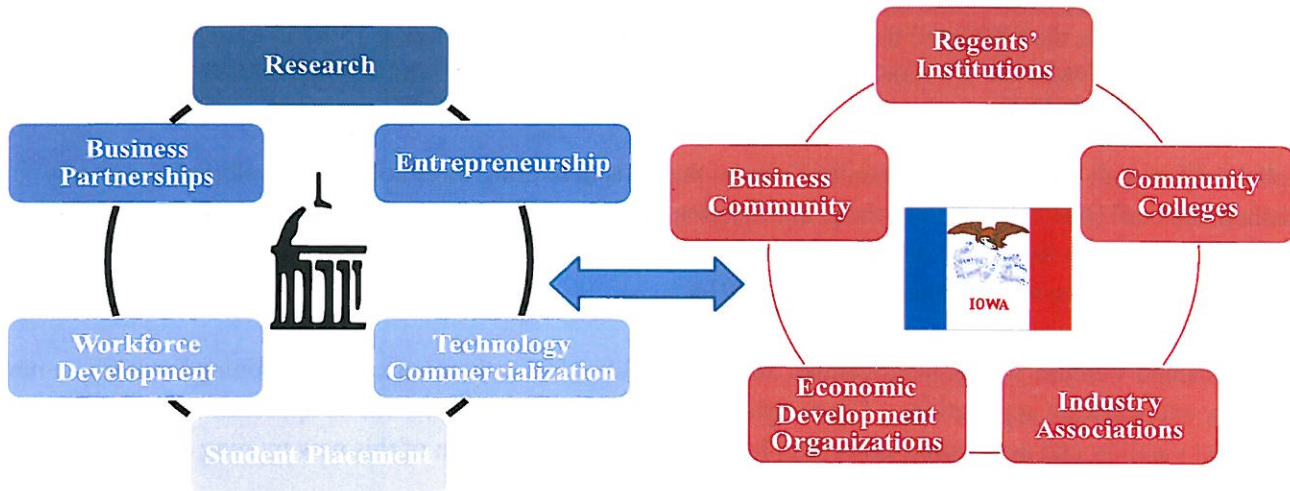 Research
Business
Partnerships
Entrepreneurship
Workforce
Development
Technology
Commercialization
Student Placement
Regents'
Institutions
Business
Community
Community
Colleges
IOWA
Economic
Development
Organizations
Industry
Associations